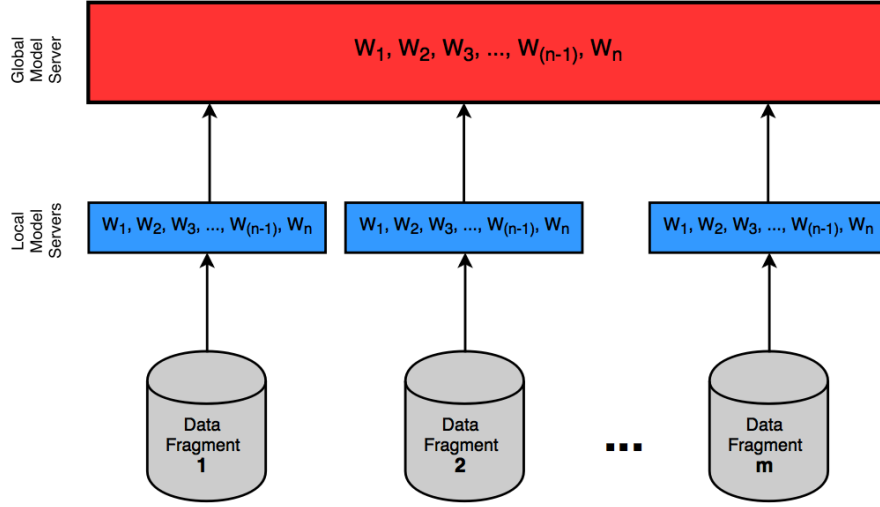 Global
Model
Server
W₁, W₂, W₃, ..., W₍ₙ₋₁₎, Wₙ
Local
Model
Servers
W₁, W₂, W₃, ..., W₍ₙ₋₁₎, Wₙ
W₁, W₂, W₃, ..., W₍ₙ₋₁₎, Wₙ
W₁, W₂, W₃, ..., W₍ₙ₋₁₎, Wₙ
Data
Fragment
1
Data
Fragment
2
...
Data
Fragment
m